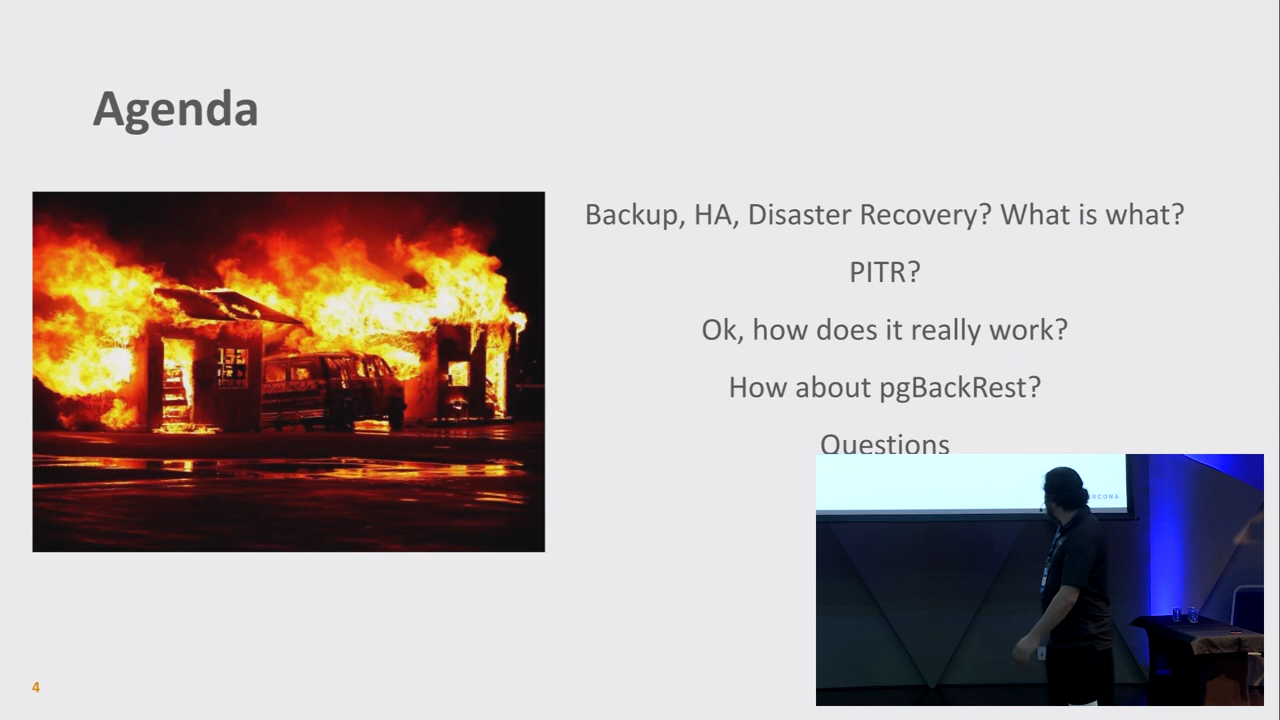 Agenda
Backup, HA, Disaster Recovery? What is what?
PITR?
Ok, how does it really work?
How about pgBackRest?
Questions
4